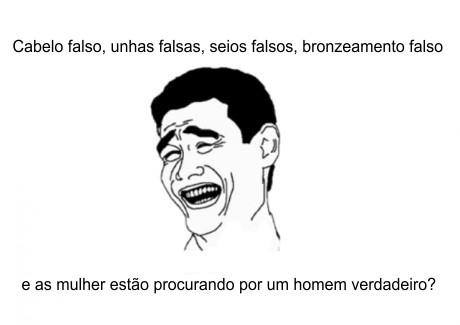 Cabelo falso, unhas falsas, seios falsos, bronzeamento falso
e as mulher estão procurando por um homem verdadeiro?